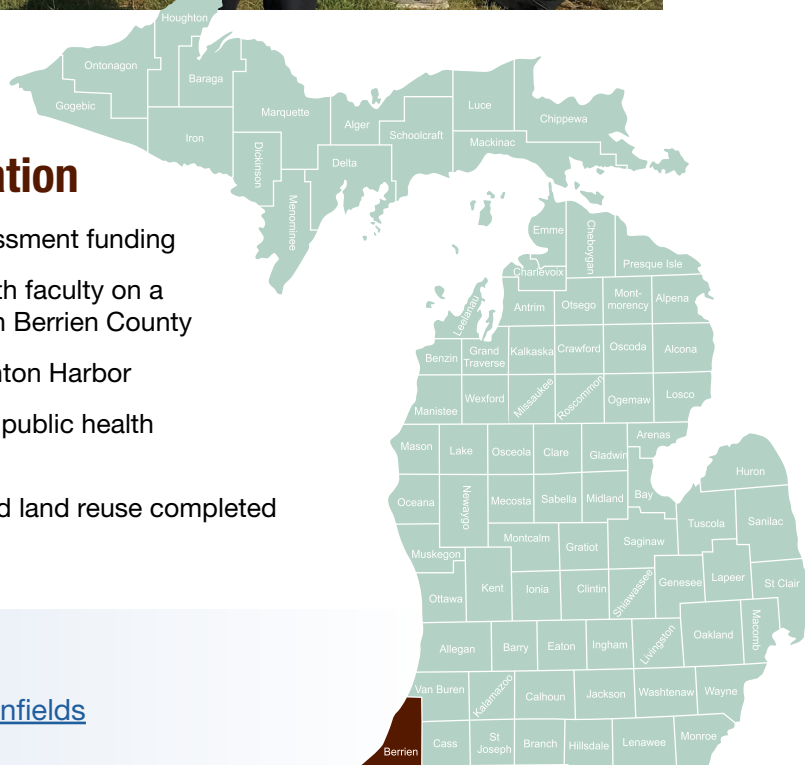 ation
ssment funding
th faculty on a
n Berrien County
nton Harbor
public health
d land reuse completed
nfields
Houghton
Ontonagon
Baraga
Gogebic
Marquette
Iron
Dickinson
Menominee
Alger
Delta
Schoolcraft
Luce
Mackinac
Chippewa
Emme
Cheboygan
Presque Isle
Charlevoix
Leelanau
Antrim
Otsego
Mont-
morency
Alpena
Benzin
Grand
Traverse
Kalkaska
Crawford
Oscoda
Alcona
Manistee
Wexford
Missaukee
Roscommon
Ogemaw
Losco
Arenas
Mason
Lake
Osceola
Clare
Gladwin
Huron
Oceana
Newaygo
Mecosta
Sabella
Midland
Bay
Tuscola
Sanilac
Muskegon
Montcalm
Gratiot
Saginaw
Ottawa
Kent
Ionia
Clintin
Shiawassee
Genesee
Lapeer
St Clair
Allegan
Barry
Eaton
Ingham
Livingston
Oakland
Macomb
Van Buren
Kalamazoo
Calhoun
Jackson
Washtenaw
Wayne
Berrien
Cass
St
Joseph
Branch
Hillsdale
Lenawee
Monroe